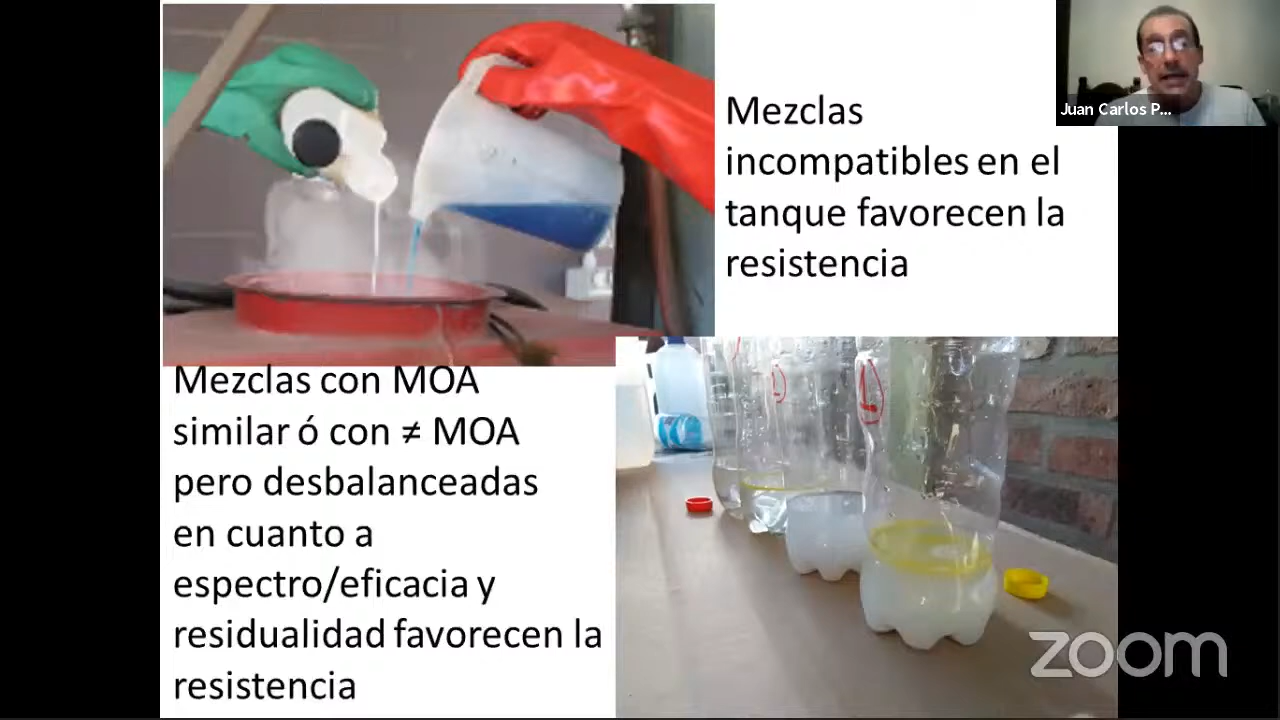 Mezclas
incompatibles en el
tanque favorecen la
resistencia
Juan Carlos P...
Mezclas con MOA
similar ó con ≠ MOA
pero desbalanceadas
en cuanto a
espectro/eficacia y
residualidad favorecen la
resistencia
1
zoom